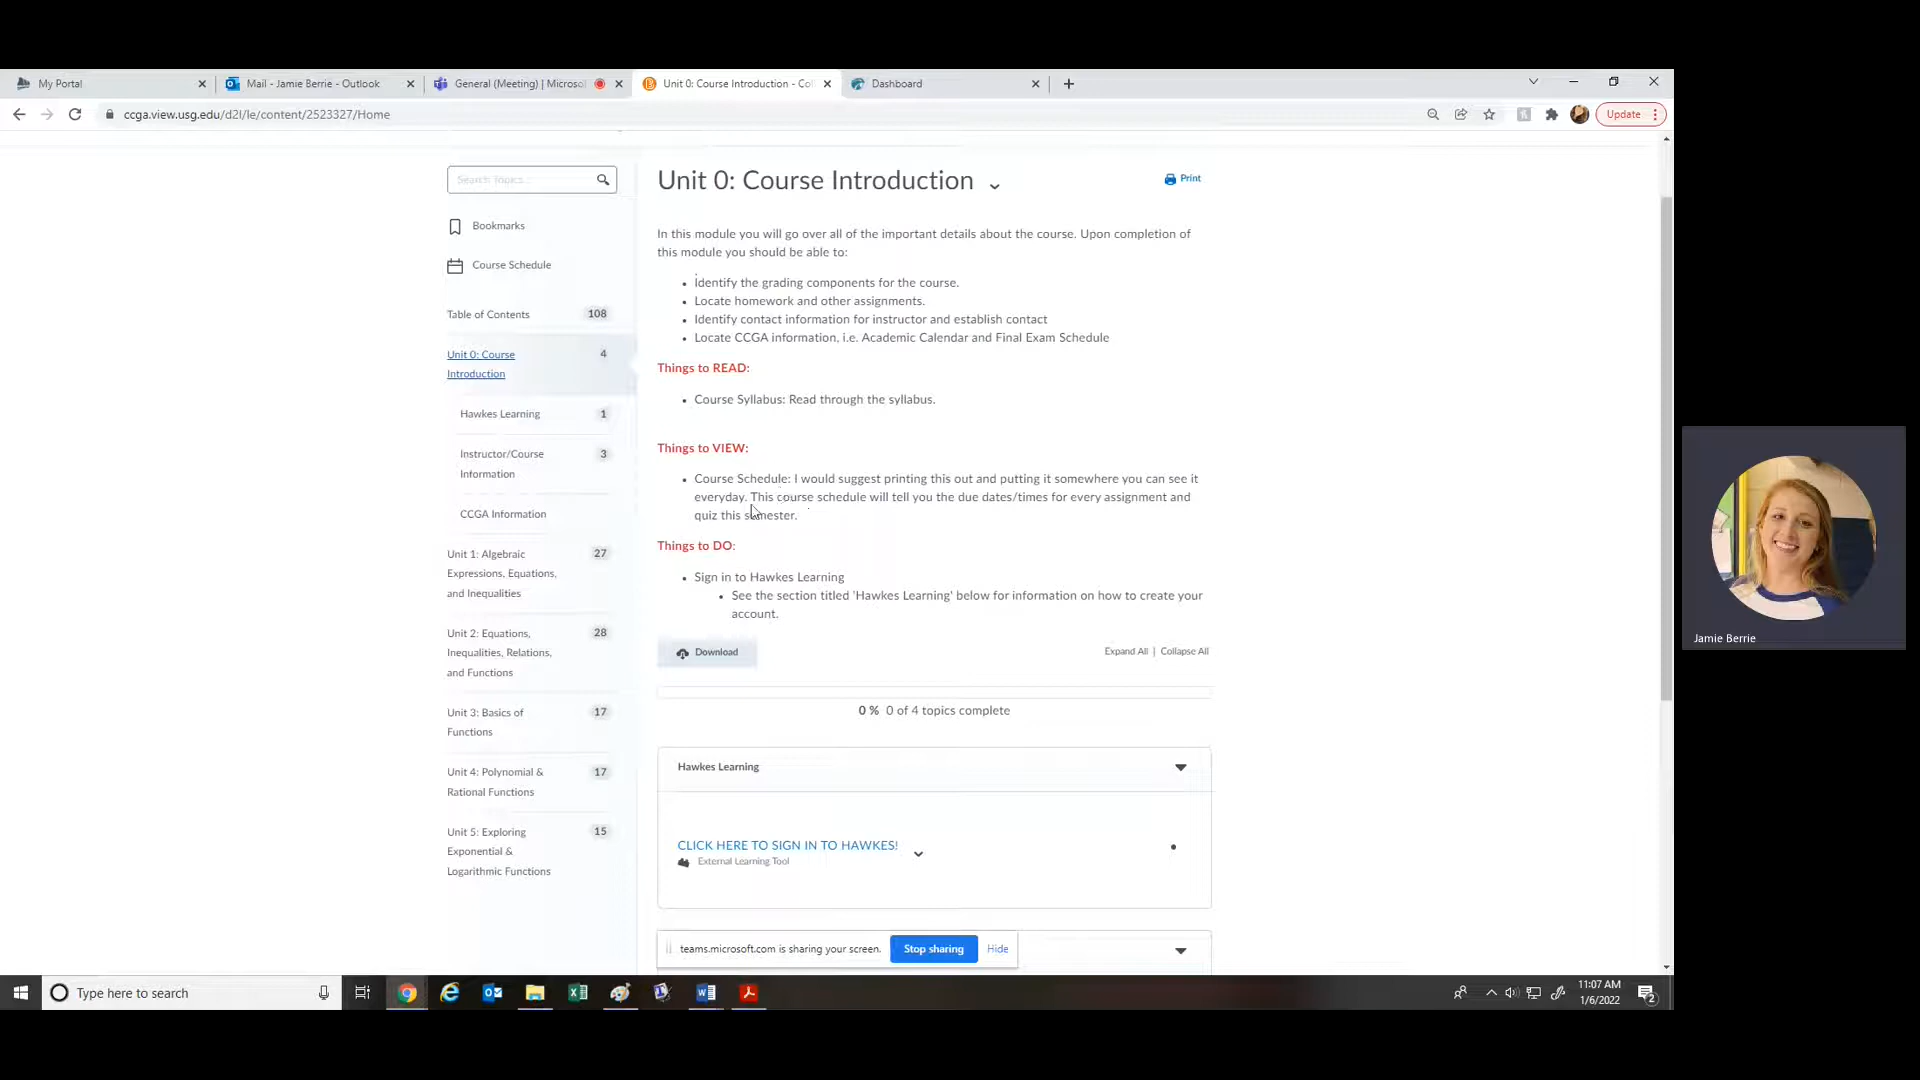 My Portal
Mail - Jamie Berrie - Outlook
General (Meeting) | Microso
Unit 0: Course Introduction - Co
Dashboard
ccga.view.usg.edu/d2l/le/content/2523327/Home
Update
Search Topics...
Bookmarks
Course Schedule
Table of Contents 108
Unit 0: Course 4
Introduction
Hawkes Learning 1
Instructor/Course 3
Information
CCGA Information
Unit 1: Algebraic 27
Expressions, Equations,
and Inequalities
Unit 2: Equations, 28
Inequalities, Relations,
and Functions
Unit 3: Basics of 17
Functions
Unit 4: Polynomial & 17
Rational Functions
Unit 5: Exploring 15
Exponential &
Logarithmic Functions
Unit 0: Course Introduction
Print
In this module you will go over all of the important details about the course. Upon completion of
this module you should be able to:
Identify the grading components for the course.
Locate homework and other assignments.
Identify contact information for instructor and establish contact
Locate CCGA information, i.e. Academic Calendar and Final Exam Schedule
Things to READ:
Course Syllabus: Read through the syllabus.
Things to VIEW:
Course Schedule: I would suggest printing this out and putting it somewhere you can see it
everyday. This course schedule will tell you the due dates/times for every assignment and
quiz this semester.
Things to DO:
Sign in to Hawkes Learning
See the section titled 'Hawkes Learning' below for information on how to create your
account.
Download
Expand All | Collapse All
0 % 0 of 4 topics complete
Hawkes Learning
CLICK HERE TO SIGN IN TO HAWKES!
External Learning Tool
teams.microsoft.com is sharing your screen. Stop sharing Hide
Jamie Berrie
Type here to search
11:07 AM
1/6/2022
2